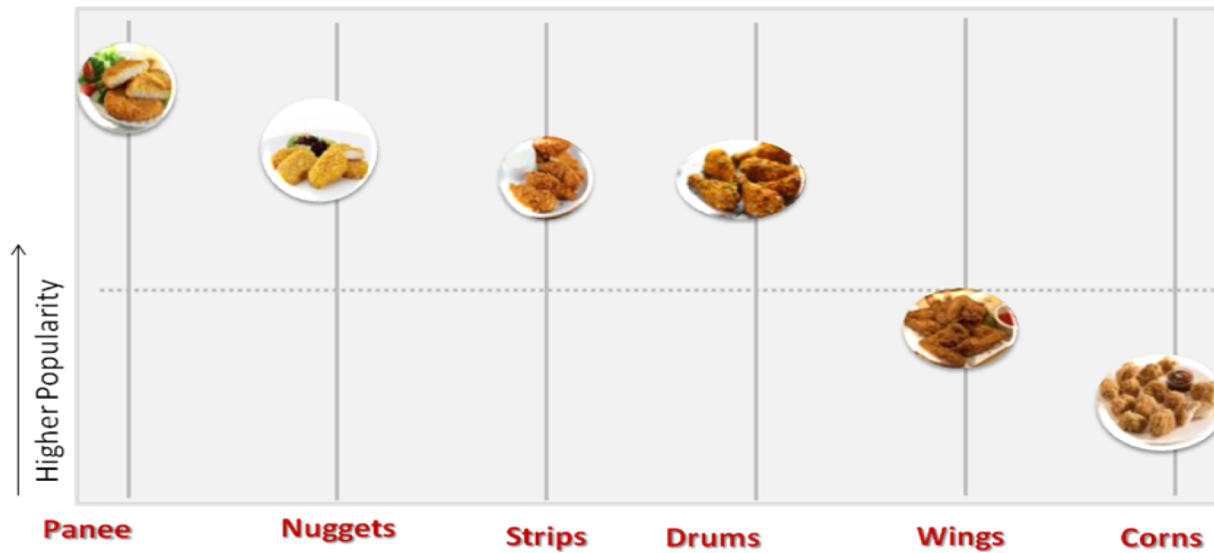 Higher Popularity
Panee
Nuggets
Strips
Drums
Wings
Corns